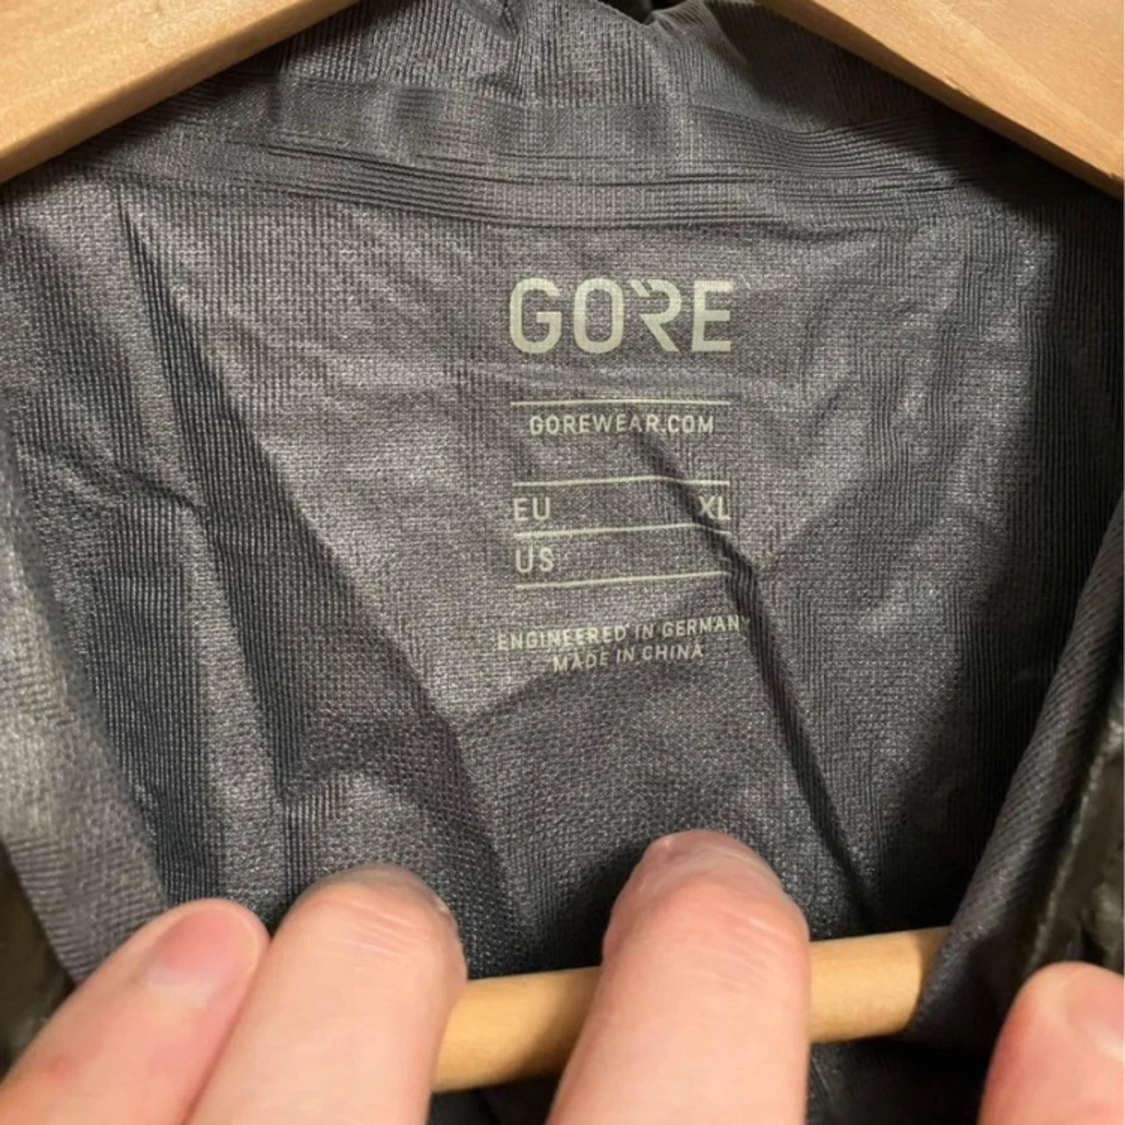 GORE
GOREWEAR.COM
EU XL
US
ENGINEERED IN GERMANY
MADE IN CHINA